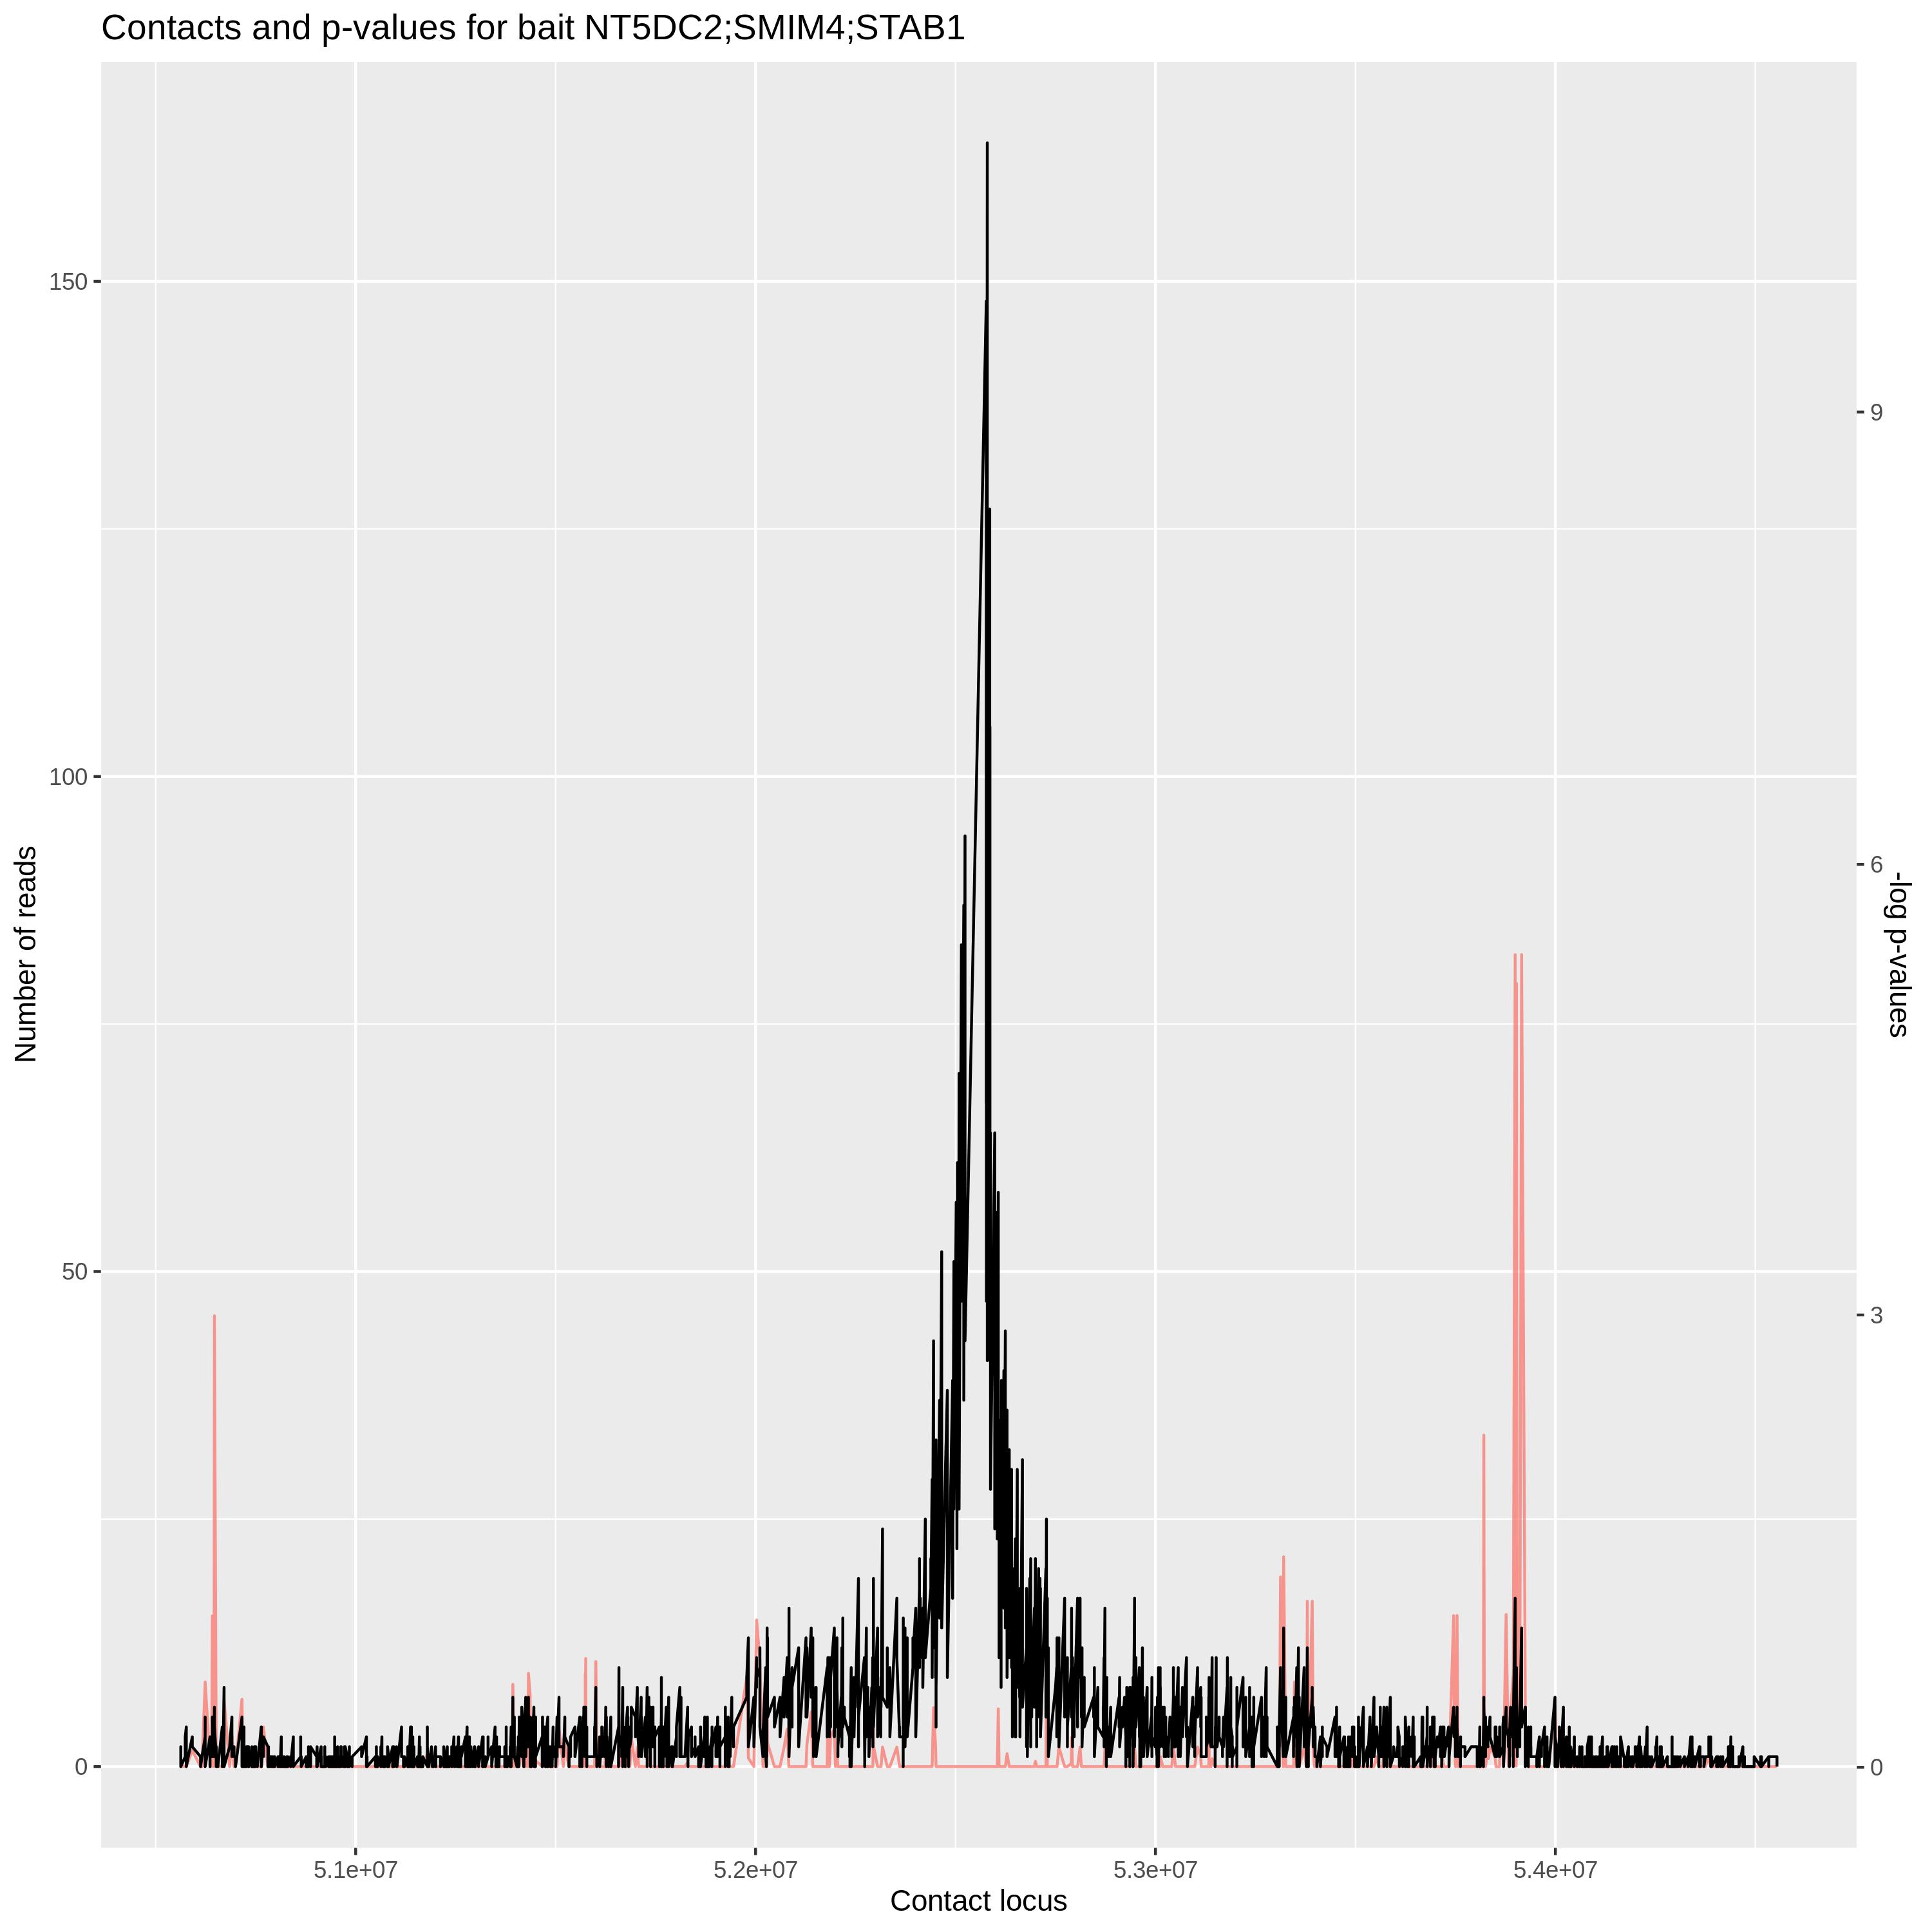 Contacts and p-values for bait NT5DC2;SMIM4;STAB1
150
100
50
0
Number of reads
9
6
3
0
-log p-values
5.1e+07
5.2e+07
5.3e+07
5.4e+07
Contact locus